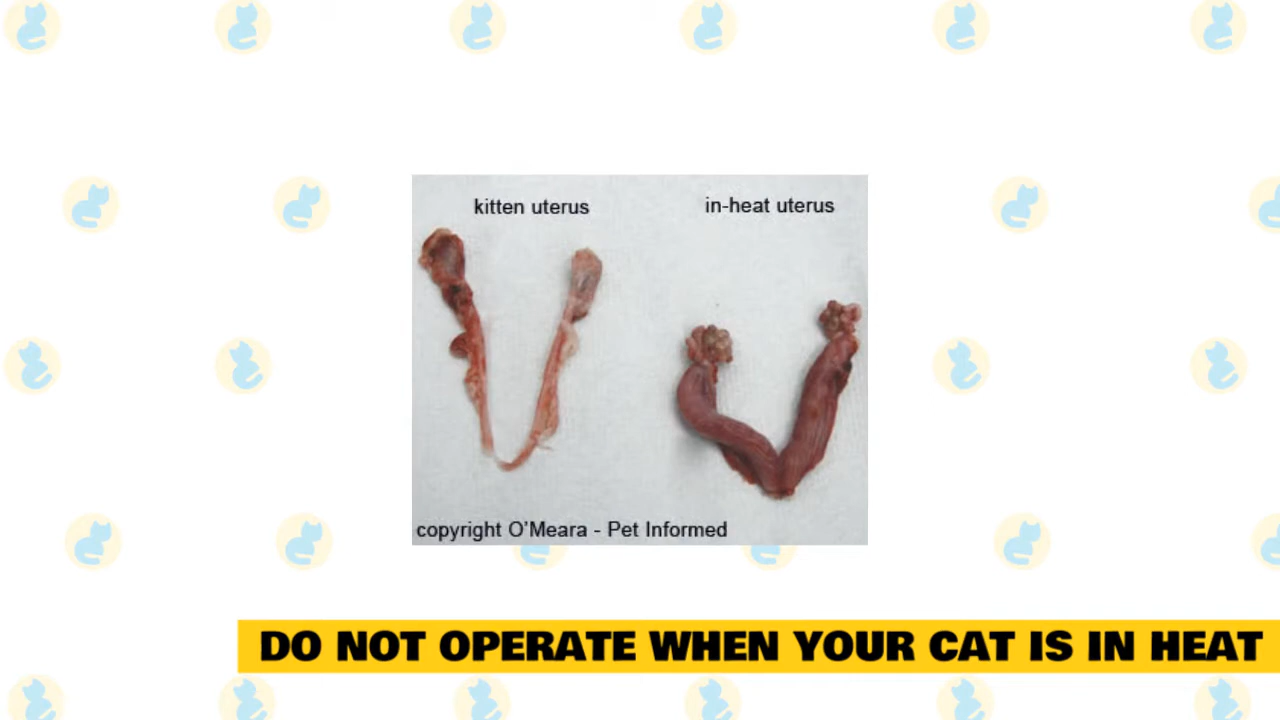 kitten uterus
in-heat uterus
copyright O'Meara - Pet Informed
DO NOT OPERATE WHEN YOUR CAT IS IN HEAT